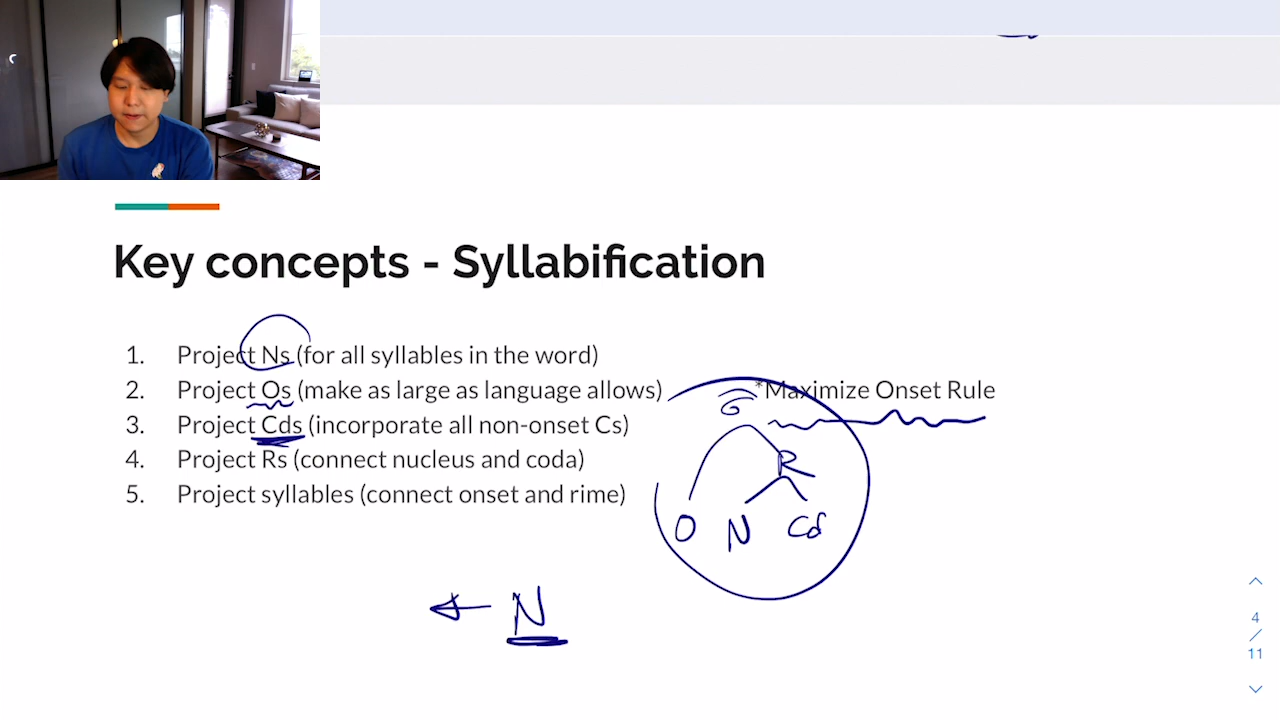 Key concepts - Syllabification
1. Project Ns (for all syllables in the word)
2. Project Os (make as large as language allows) *Maximize Onset Rule
3. Project Cds (incorporate all non-onset Cs)
4. Project Rs (connect nucleus and coda)
5. Project syllables (connect onset and rime)
σ
R
O N Cd
N
4
/
11